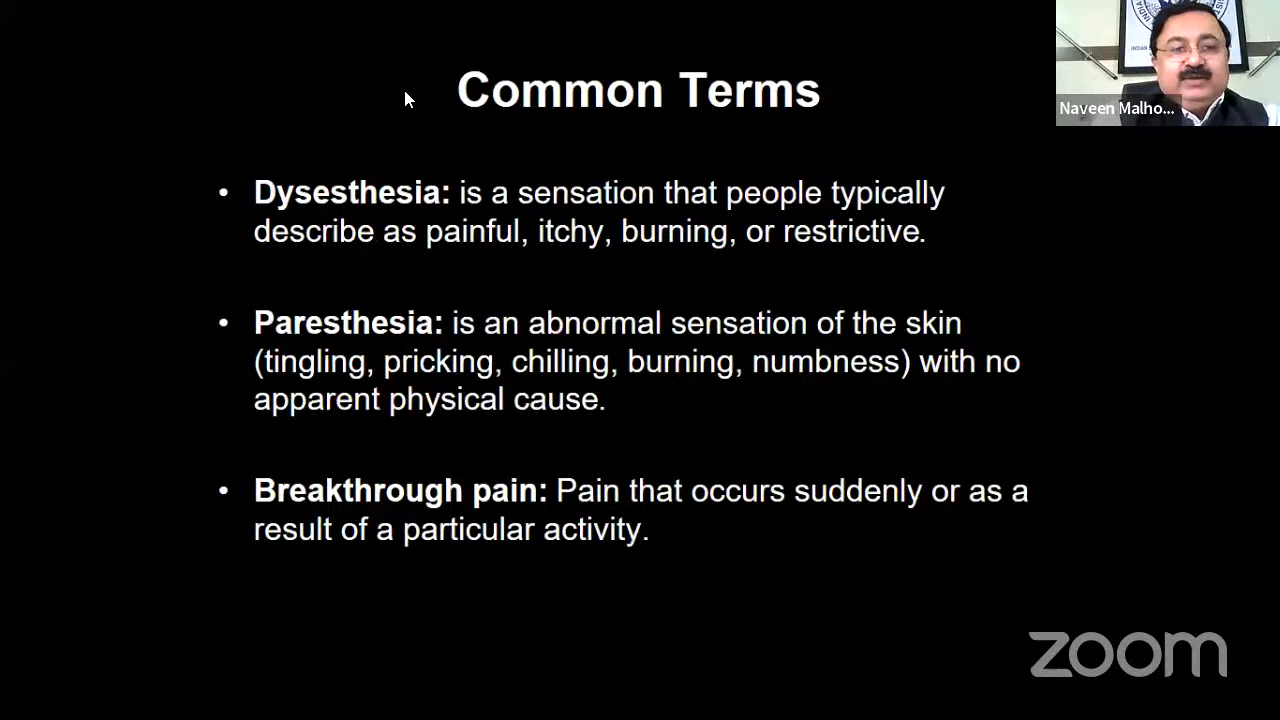 Common Terms
Naveen Malho...
• Dysesthesia: is a sensation that people typically
describe as painful, itchy, burning, or restrictive.
• Paresthesia: is an abnormal sensation of the skin
(tingling, pricking, chilling, burning, numbness) with no
apparent physical cause.
• Breakthrough pain: Pain that occurs suddenly or as a
result of a particular activity.
zoom